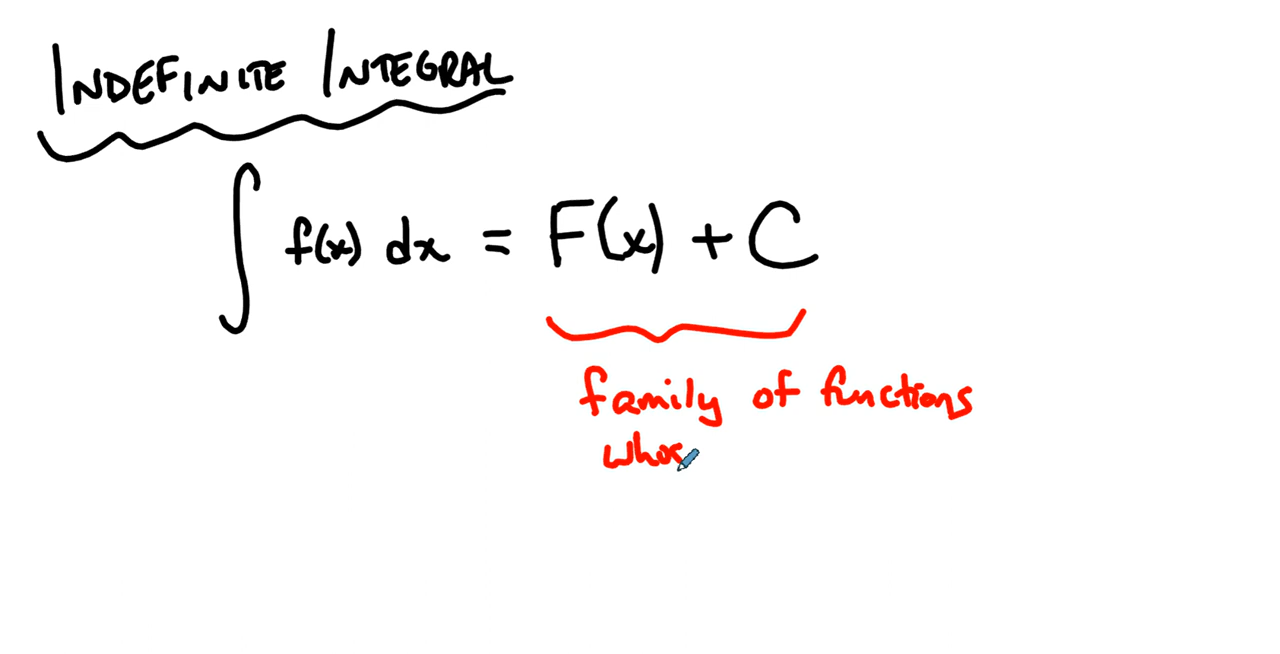 INDEFINITE INTEGRAL
∫ f(x) dx = F(x) + C
family of functions